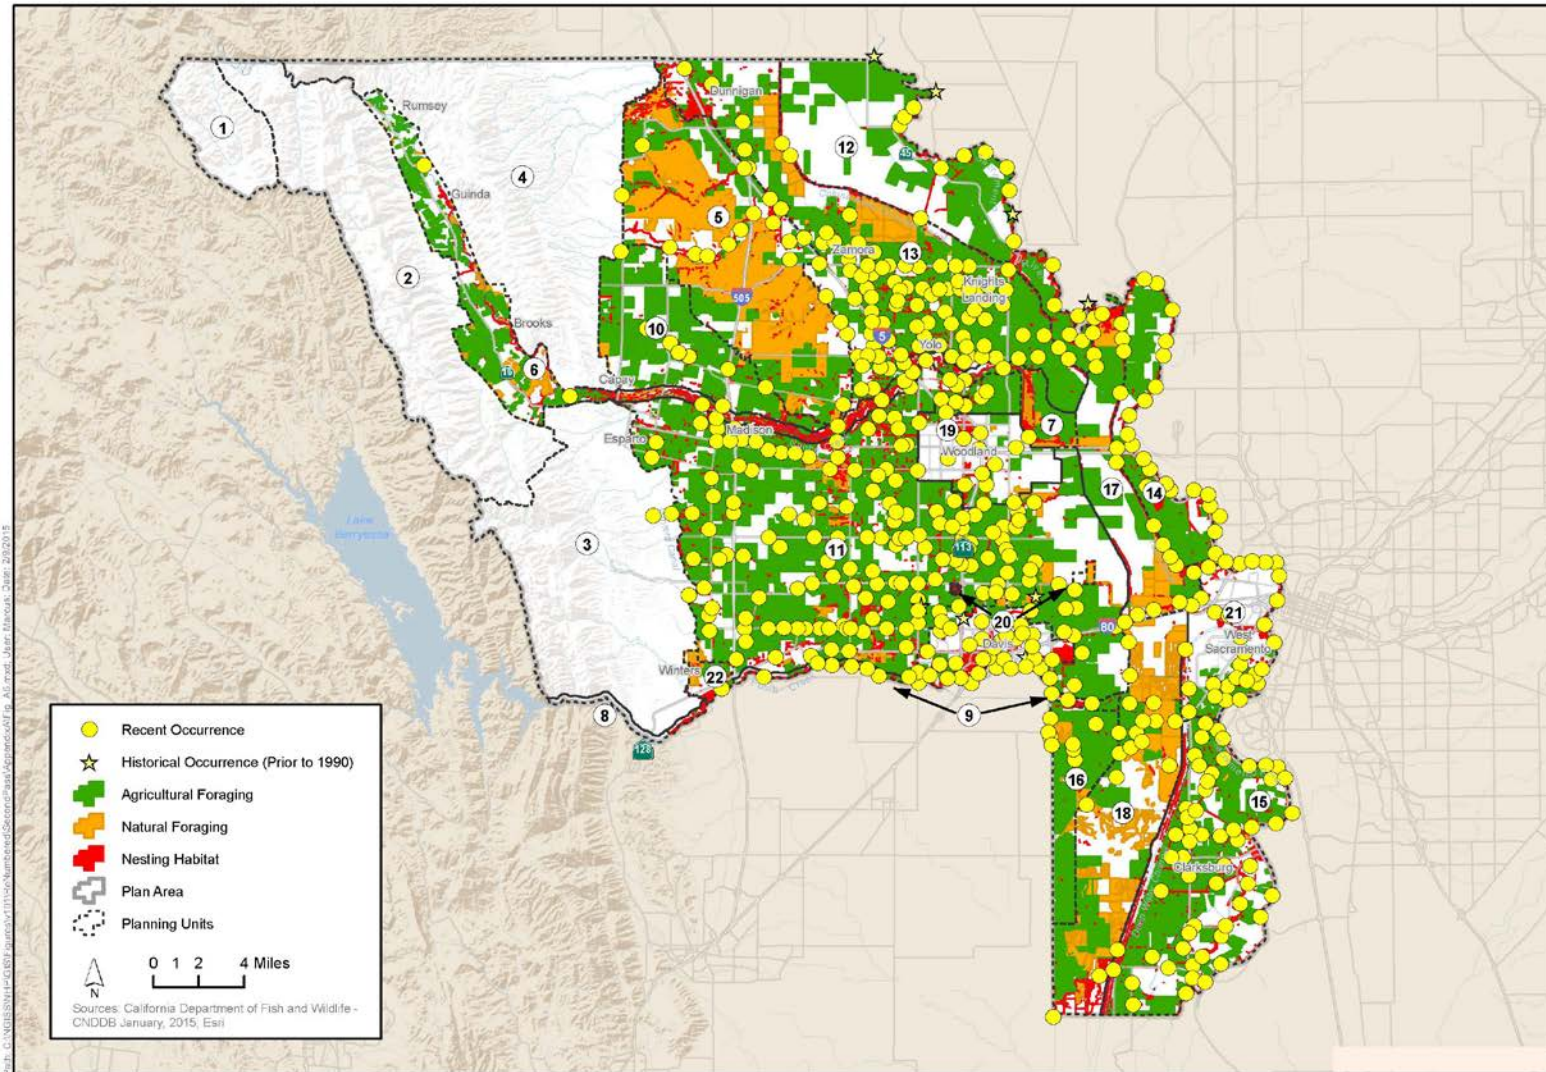 Rumsey
Dunnigan
1
12
45
4
Guinda
5
Zamora
13
2
Knights
Landing
505
Brooks
10
5
Yolo
6
16
Capay
Madison
7
19
Esparto
Woodland
17
14
Lake
Berryessa
3
11
113
20
21
80
Davis
West
Sacramento
Winters
22
8
9
128
16
18
15
Clarksburg
Recent Occurrence
Historical Occurrence (Prior to 1990)
Agricultural Foraging
Natural Foraging
Nesting Habitat
Plan Area
Planning Units
N
0 1 2 4 Miles
Sources: California Department of Fish and Wildlife -
CNDDB January, 2015, Esri